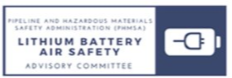 PIPELINE AND HAZARDOUS MATERIALS
SAFETY ADMINISTRATION (PHMSA)
LITHIUM BATTERY
AIR SAFETY
ADVISORY COMMITTEE